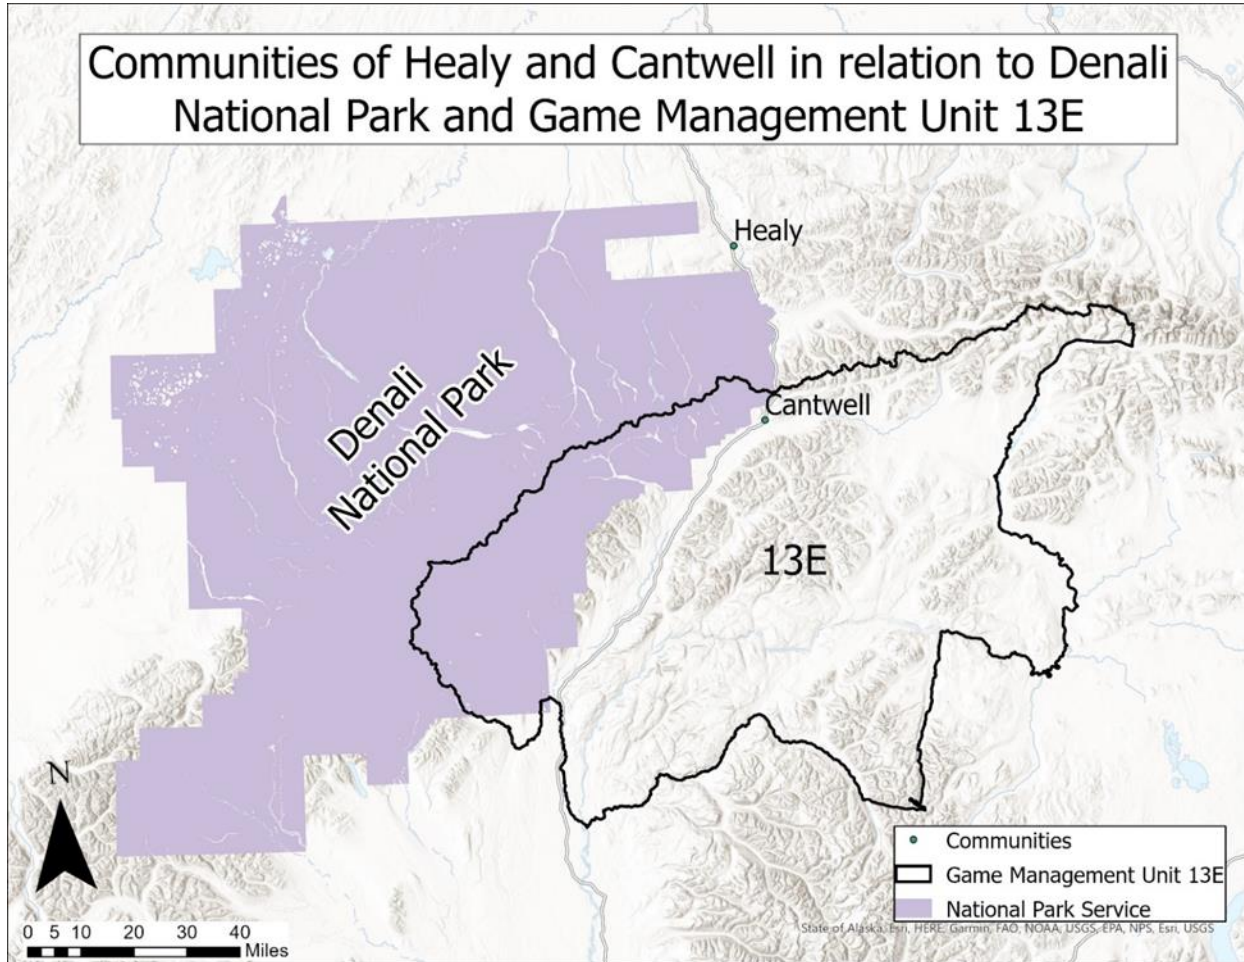 Communities of Healy and Cantwell in relation to Denali
National Park and Game Management Unit 13E
Healy
Denali
National Park
Cantwell
13E
N
Communities
Game Management Unit 13E
National Park Service
State of Alaska, Esri, HERE, Garmin, FAO, NOAA, USGS, EPA, NPS, Esri, USGS
0 5 10 20 30 40
Miles